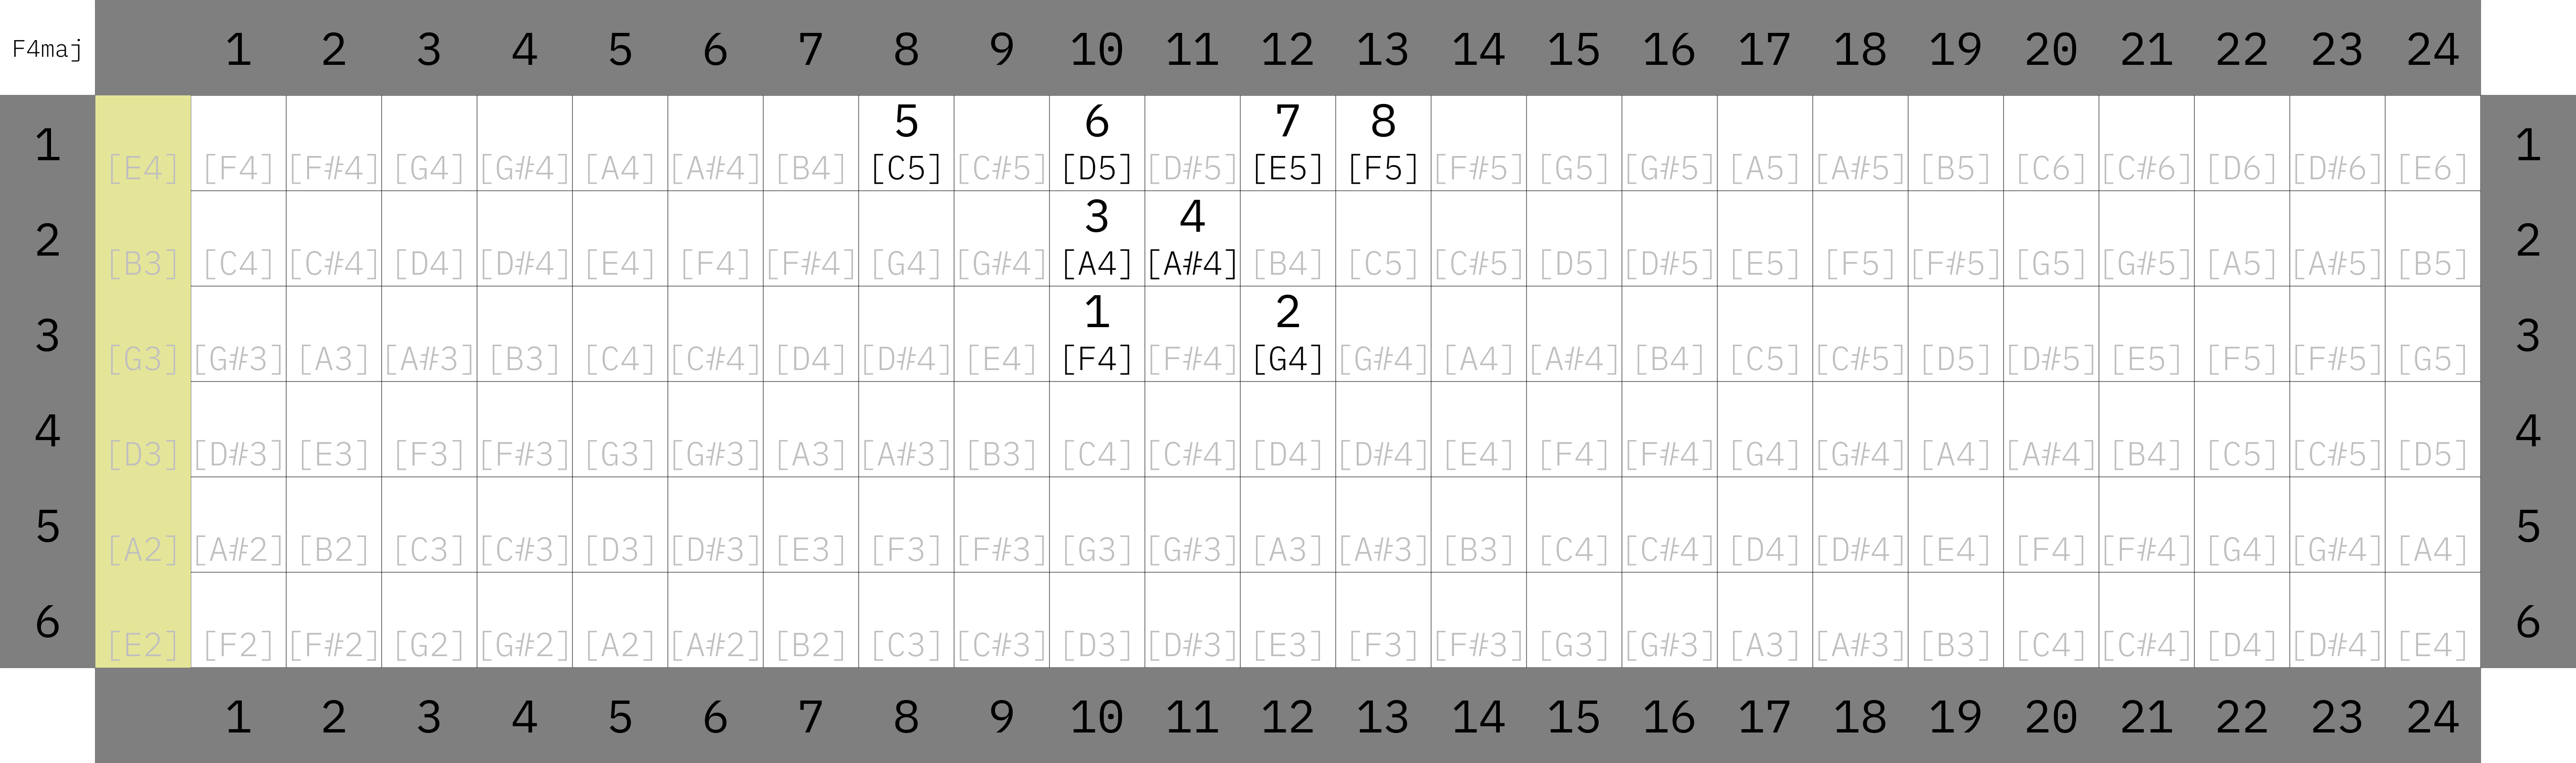 F4maj 1 2 3 4 5 6 7 8 9 10 11 12 13 14 15 16 17 18 19 20 21 22 23 24
5 6 7 8
1 [E4] [F4] [F#4] [G4] [G#4] [A4] [A#4] [B4] [C5] [C#5] [D5] [D#5] [E5] [F5] [F#5] [G5] [G#5] [A5] [A#5] [B5] [C6] [C#6] [D6] [D#6] [E6] 1
3 4
2 [B3] [C4] [C#4] [D4] [D#4] [E4] [F4] [F#4] [G4] [G#4] [A4] [A#4] [B4] [C5] [C#5] [D5] [D#5] [E5] [F5] [F#5] [G5] [G#5] [A5] [A#5] [B5] 2
1 2
3 [G3] [G#3] [A3] [A#3] [B3] [C4] [C#4] [D4] [D#4] [E4] [F4] [F#4] [G4] [G#4] [A4] [A#4] [B4] [C5] [C#5] [D5] [D#5] [E5] [F5] [F#5] [G5] 3
4 [D3] [D#3] [E3] [F3] [F#3] [G3] [G#3] [A3] [A#3] [B3] [C4] [C#4] [D4] [D#4] [E4] [F4] [F#4] [G4] [G#4] [A4] [A#4] [B4] [C5] [C#5] [D5] 4
5 [A2] [A#2] [B2] [C3] [C#3] [D3] [D#3] [E3] [F3] [F#3] [G3] [G#3] [A3] [A#3] [B3] [C4] [C#4] [D4] [D#4] [E4] [F4] [F#4] [G4] [G#4] [A4] 5
6 [E2] [F2] [F#2] [G2] [G#2] [A2] [A#2] [B2] [C3] [C#3] [D3] [D#3] [E3] [F3] [F#3] [G3] [G#3] [A3] [A#3] [B3] [C4] [C#4] [D4] [D#4] [E4] 6
1 2 3 4 5 6 7 8 9 10 11 12 13 14 15 16 17 18 19 20 21 22 23 24